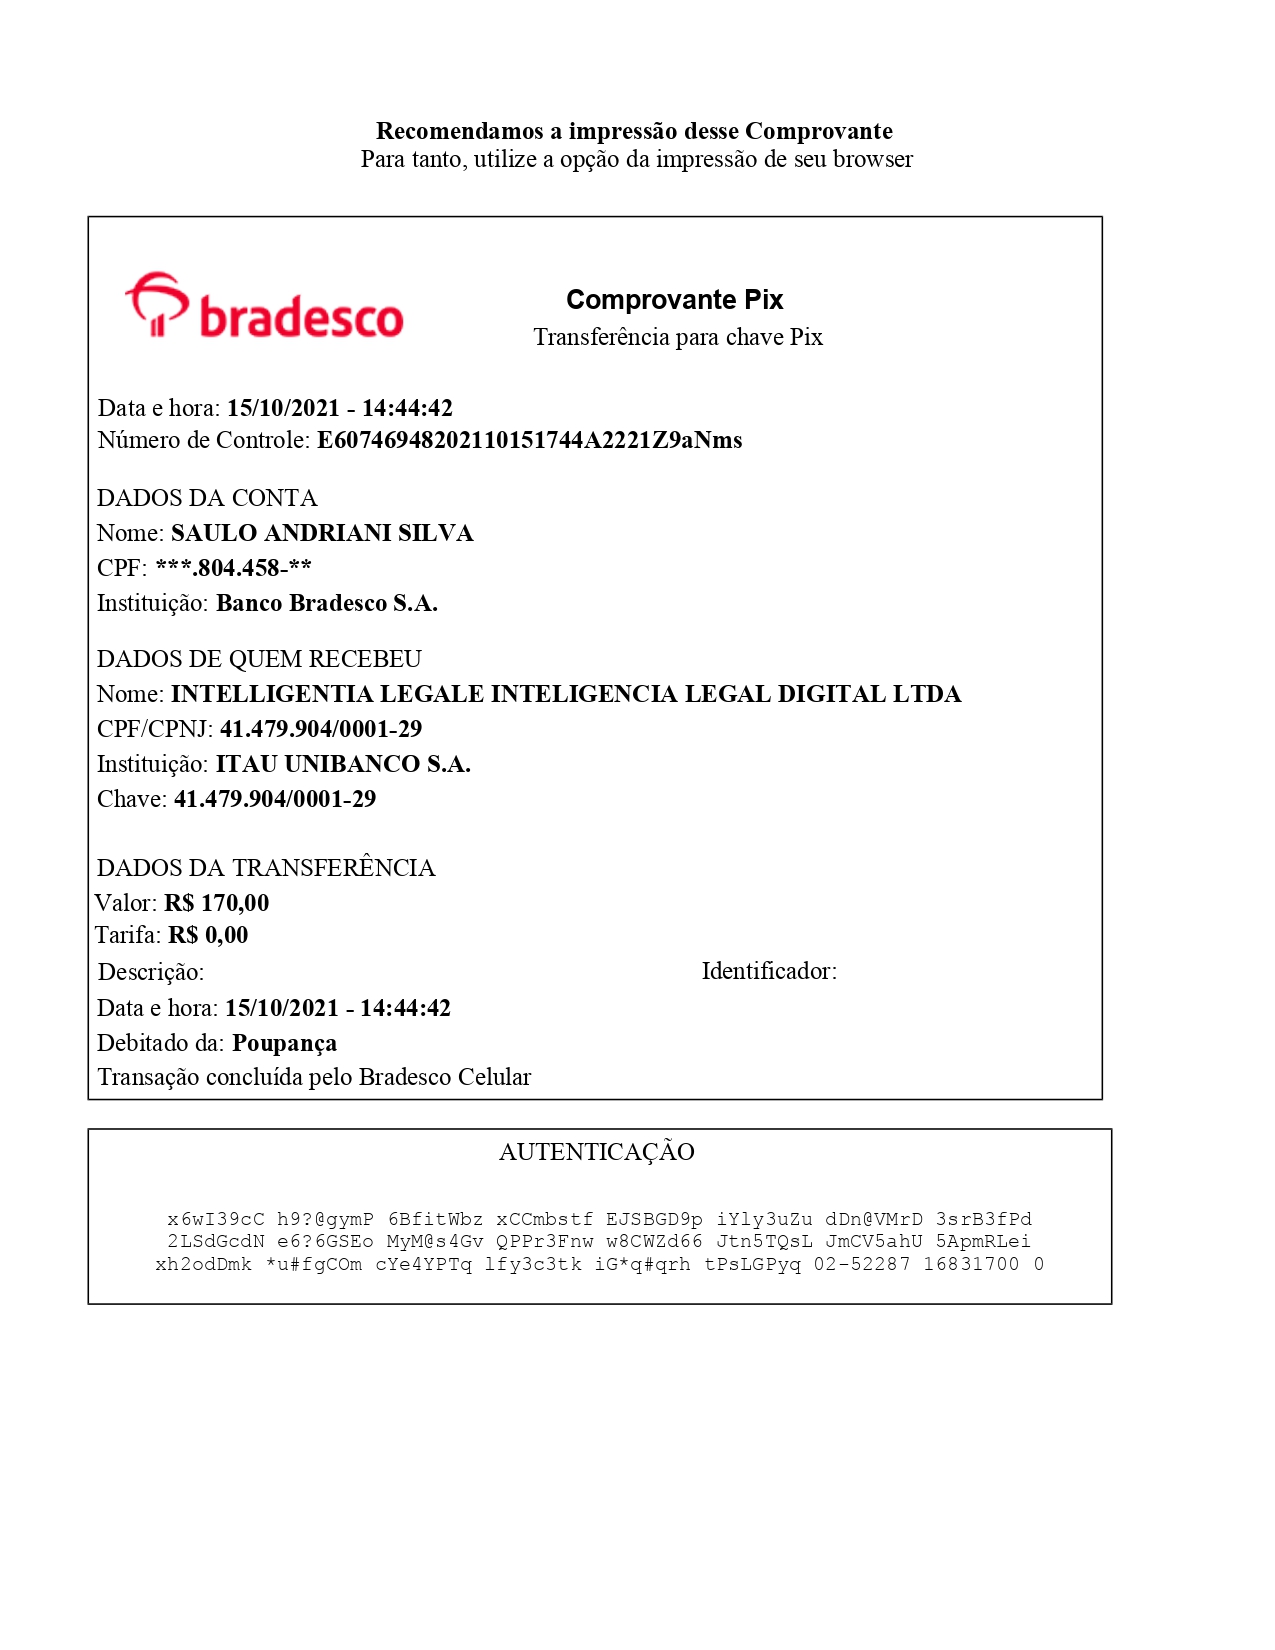 Recomendamos a impressão desse Comprovante
Para tanto, utilize a opção da impressão de seu browser
bradesco
Comprovante Pix
Transferência para chave Pix
Data e hora: 15/10/2021 - 14:44:42
Número de Controle: E60746948202110151744A2221Z9aNms
DADOS DA CONTA
Nome: SAULO ANDRIANI SILVA
CPF: ***.804.458-**
Instituição: Banco Bradesco S.A.
DADOS DE QUEM RECEBEU
Nome: INTELLIGENTIA LEGALE INTELIGENCIA LEGAL DIGITAL LTDA
CPF/CPNJ: 41.479.904/0001-29
Instituição: ITAU UNIBANCO S.A.
Chave: 41.479.904/0001-29
DADOS DA TRANSFERÊNCIA
Valor: R$ 170,00
Tarifa: R$ 0,00
Descrição: Identificador:
Data e hora: 15/10/2021 - 14:44:42
Debitado da: Poupança
Transação concluída pelo Bradesco Celular
AUTENTICAÇÃO
x6wI39cC h9?@gymP 6BfitWbz xCCmbstf EJSBGD9p iYly3uZu dDn@VMrD 3srB3fPd
2LSdGcdN e6?6GSEo MyM@s4Gv QPPr3Fnw w8CWZd66 Jtn5TQsL JmCV5ahU 5ApmRLei
xh2odDmk *u#fgCOm cYe4YPTq lfy3c3tk iG*q#qrh tPsLGPyq 02-52287 16831700 0